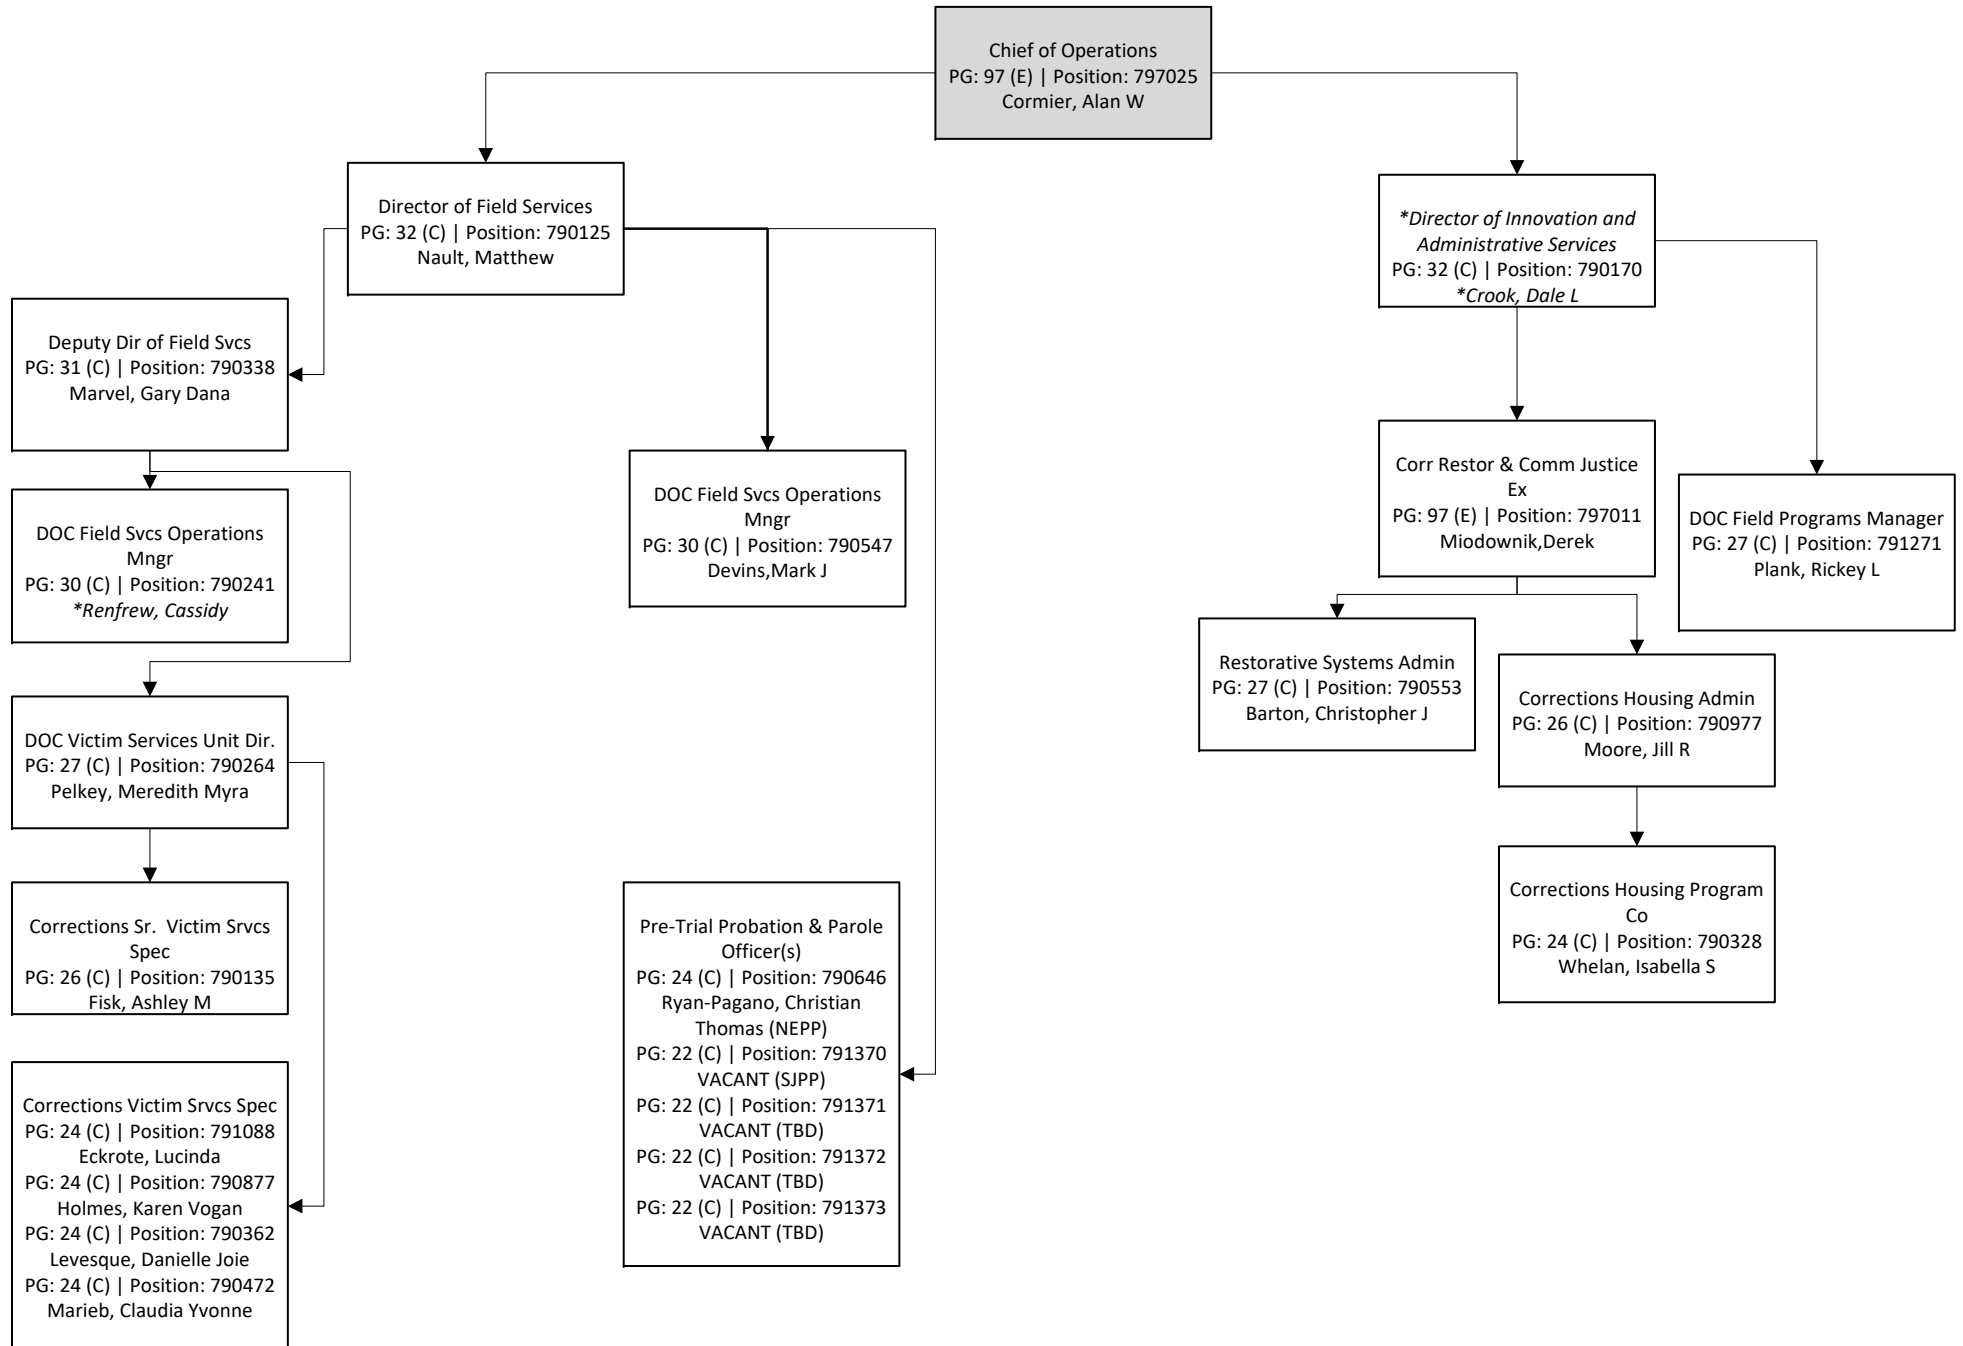 Chief of Operations
PG: 97 (E) | Position: 797025
Cormier, Alan W
Director of Field Services
PG: 32 (C) | Position: 790125
Nault, Matthew
*Director of Innovation and
Administrative Services
PG: 32 (C) | Position: 790170
*Crook, Dale L
Deputy Dir of Field Svcs
PG: 31 (C) | Position: 790338
Marvel, Gary Dana
DOC Field Svcs Operations
Mngr
PG: 30 (C) | Position: 790241
*Renfrew, Cassidy
DOC Field Svcs Operations
Mngr
PG: 30 (C) | Position: 790547
Devins,Mark J
Corr Restor & Comm Justice
Ex
PG: 97 (E) | Position: 797011
Miodownik,Derek
DOC Field Programs Manager
PG: 27 (C) | Position: 791271
Plank, Rickey L
Restorative Systems Admin
PG: 27 (C) | Position: 790553
Barton, Christopher J
Corrections Housing Admin
PG: 26 (C) | Position: 790977
Moore, Jill R
DOC Victim Services Unit Dir.
PG: 27 (C) | Position: 790264
Pelkey, Meredith Myra
Corrections Sr.  Victim Srvcs
Spec
PG: 26 (C) | Position: 790135
Fisk, Ashley M
Pre-Trial Probation & Parole
Officer(s)
PG: 24 (C) | Position: 790646
Ryan-Pagano, Christian
Thomas (NEPP)
PG: 22 (C) | Position: 791370
VACANT (SJPP)
PG: 22 (C) | Position: 791371
VACANT (TBD)
PG: 22 (C) | Position: 791372
VACANT (TBD)
PG: 22 (C) | Position: 791373
VACANT (TBD)
Corrections Housing Program
Co
PG: 24 (C) | Position: 790328
Whelan, Isabella S
Corrections Victim Srvcs Spec
PG: 24 (C) | Position: 791088
Eckrote, Lucinda
PG: 24 (C) | Position: 790877
Holmes, Karen Vogan
PG: 24 (C) | Position: 790362
Levesque, Danielle Joie
PG: 24 (C) | Position: 790472
Marieb, Claudia Yvonne